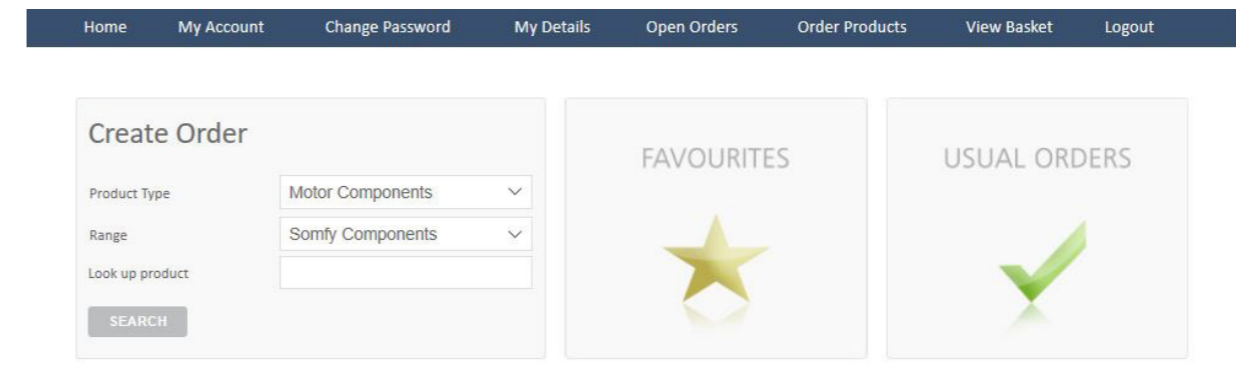 Home My Account Change Password My Details Open Orders Order Products View Basket Logout
Create Order
Product Type Motor Components
Range Somfy Components
Look up product
SEARCH
FAVOURITES
USUAL ORDERS